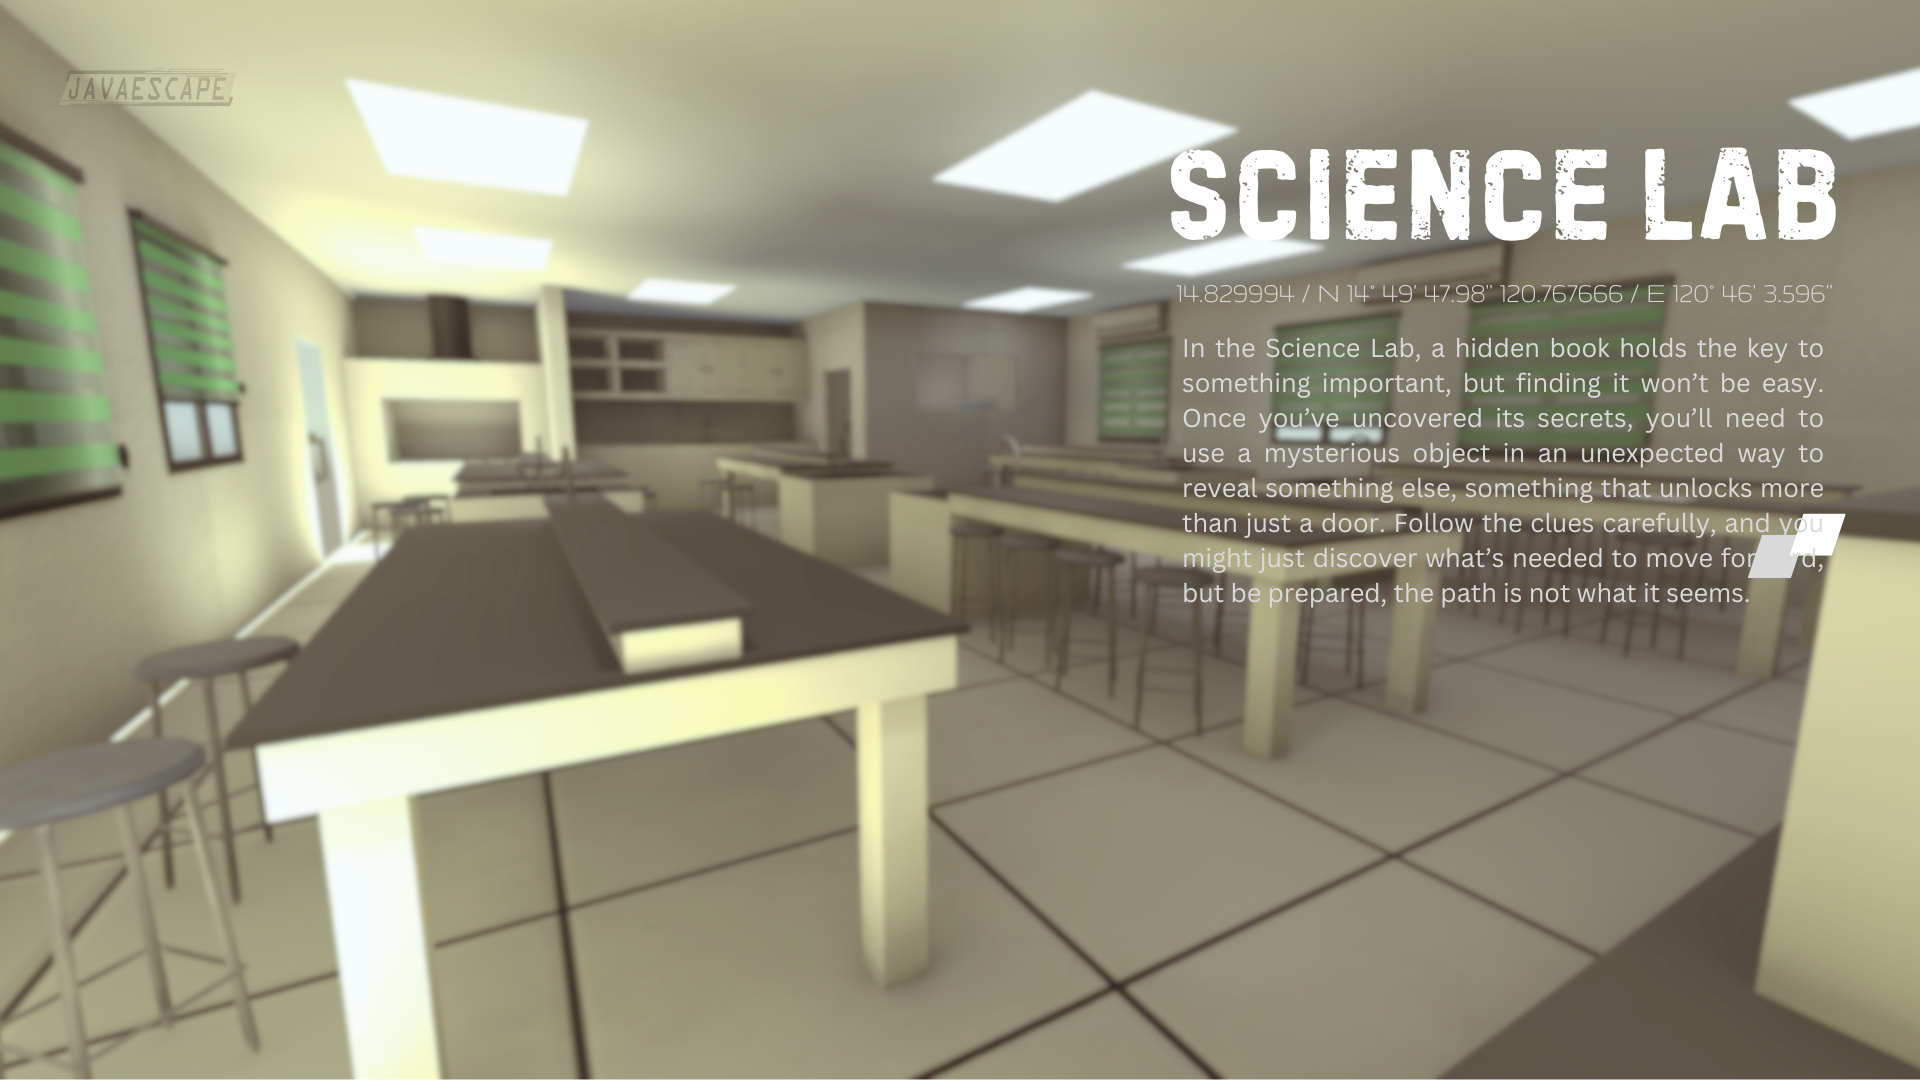 JAVAESCAPE
SCIENCE LAB
14.829994 / N 14° 49' 47.98" 120.767666 / E 120° 46' 3.596"
In the Science Lab, a hidden book holds the key to
something important, but finding it won't be easy.
Once you've uncovered its secrets, you'll need to
use a mysterious object in an unexpected way to
reveal something else, something that unlocks more
than just a door. Follow the clues carefully, and you
might just discover what's needed to move
but be prepared, the path is not what it seems.